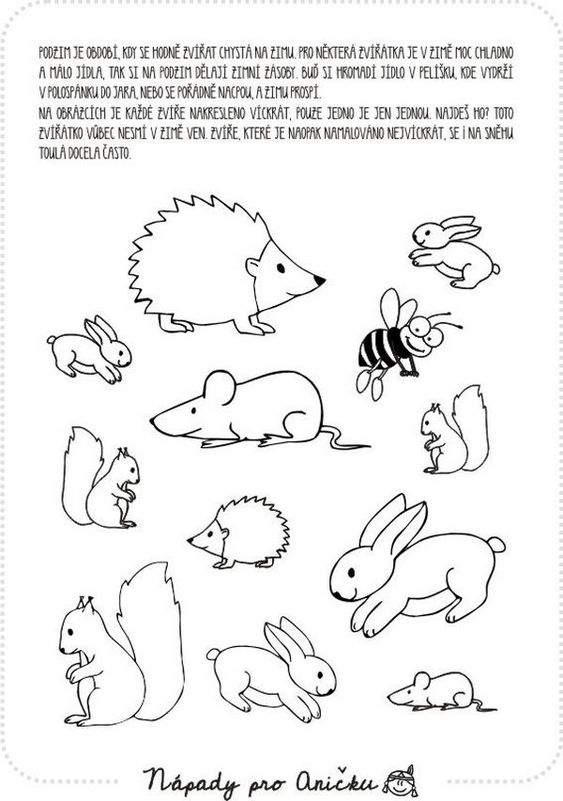 PODZIM JE OBDOBÍ, KDY SE HODNĚ ZVÍŘAT CHYSTÁ NA ZIMU. PRO NĚKTERÁ ZVÍŘÁTKA JE V ZIMĚ MOC CHLADNO
A MÁLO JÍDLA, TAK SI NA PODZIM DĚLAJÍ ZIMNÍ ZÁSOBY. BUĎ SI HROMADÍ JÍDLO V PELÍŠKU, KDE VYDRŽÍ
V POLOSPÁNKU DO JARA, NEBO SE POŘÁDNĚ NACPOU, A ZIMU PROSPÍ.
NA OBRÁZCÍCH JE KAŽDÉ ZVÍŘE NAKRESLENO VÍCKRÁT, POUZE JEDNO JE JEN JEDNOU. NAJDEŠ HO? TOTO
ZVÍŘÁTKO VŮBEC NESMÍ V ZIMĚ VEN. ZVÍŘE, KTERÉ JE NAOPAK NAMALOVÁNO NEJVÍCKRÁT, SE I NA SNĚHU
TOULÁ DOCELA ČASTO.
Nápady pro Aničku